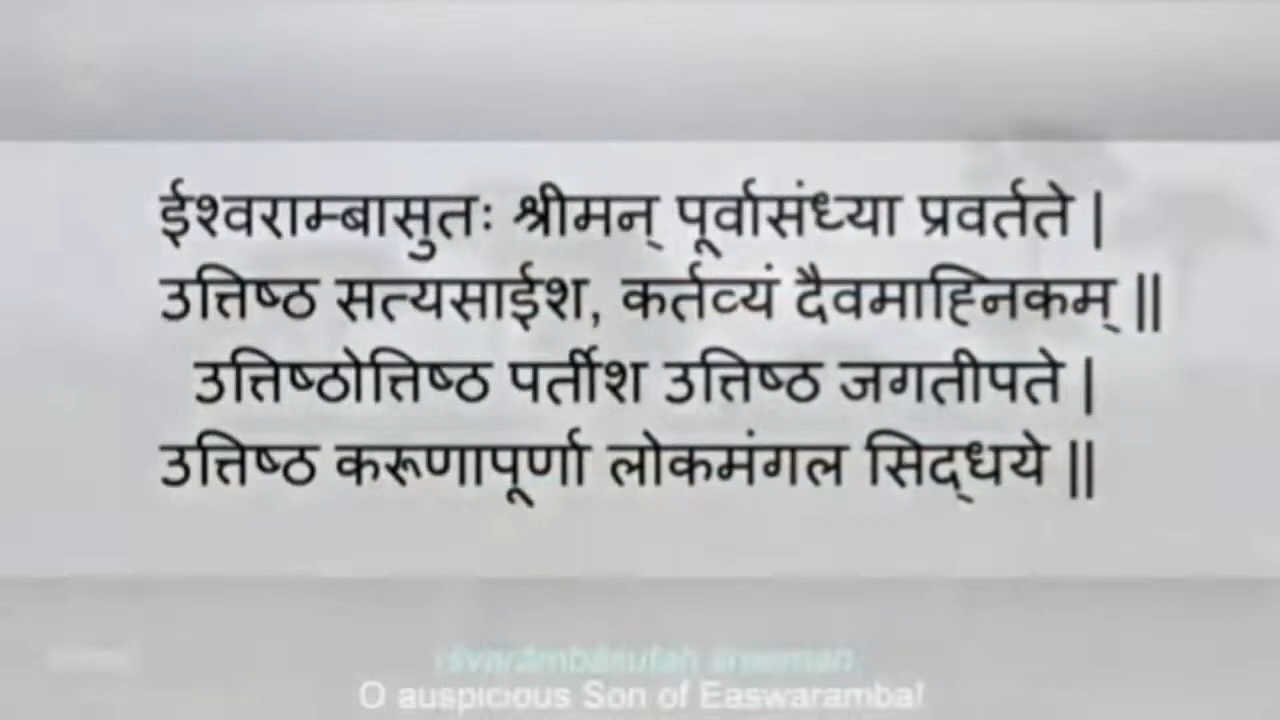 ईश्वराम्बासुतः श्रीमन् पूर्वासंध्या प्रवर्तते |
उत्तिष्ठ सत्यसाईश, कर्तव्यं दैवमाह्निकम् ||
उत्तिष्ठोत्तिष्ठ पर्तीश उत्तिष्ठ जगतीपते |
उत्तिष्ठ करूणापूर्णा लोकमंगल सिद्धये ||
O auspicious Son of Easwaramba!